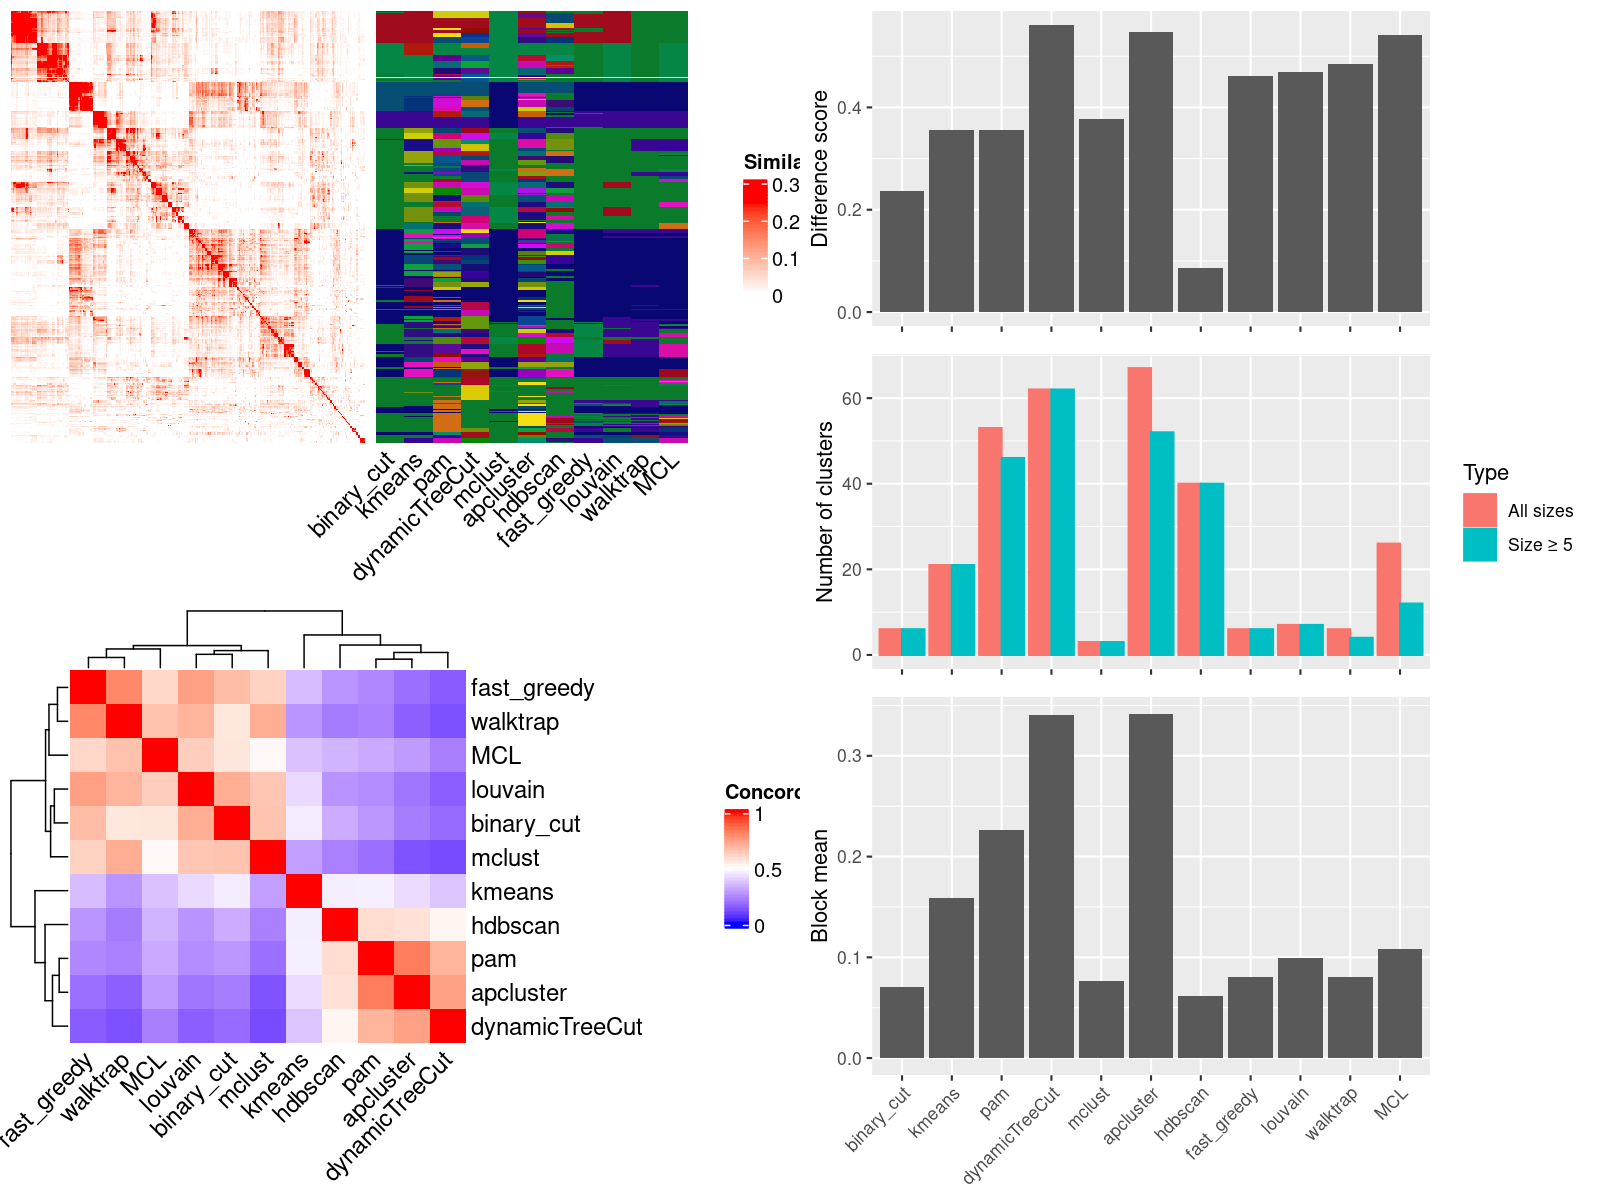 Simila
0.3
0.2
0.1
0
binary_cut
kmeans
pam
dynamicTreeCut
mclust
apcluster
hdbscan
fast_greedy
louvain
walktrap
MCL
fast_greedy
walktrap
MCL
louvain
binary_cut
mclust
kmeans
hdbscan
pam
apcluster
dynamicTreeCut
Concord
1
0.5
0
fast_greedy
walktrap
MCL
louvain
binary_cut
mclust
kmeans
hdbscan
pam
apcluster
dynamicTreeCut
Difference score
0.4
0.2
0.0
Number of clusters
60
40
20
0
Type
All sizes
Size ≥ 5
Block mean
0.3
0.2
0.1
0.0
binary_cut
kmeans
pam
dynamicTreeCut
mclust
apcluster
hdbscan
fast_greedy
louvain
walktrap
MCL